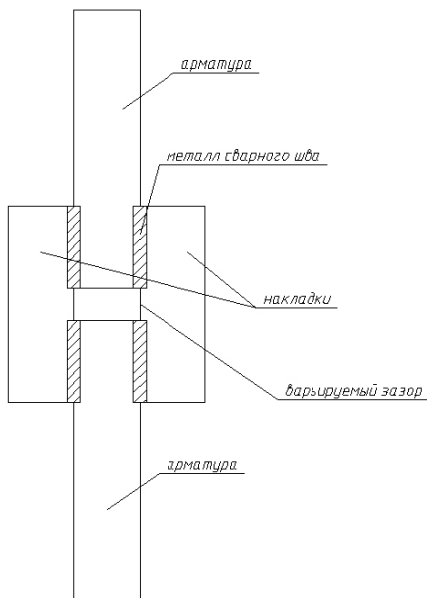 арматура
металл сварного шва
накладки
варьируемый зазор
арматура